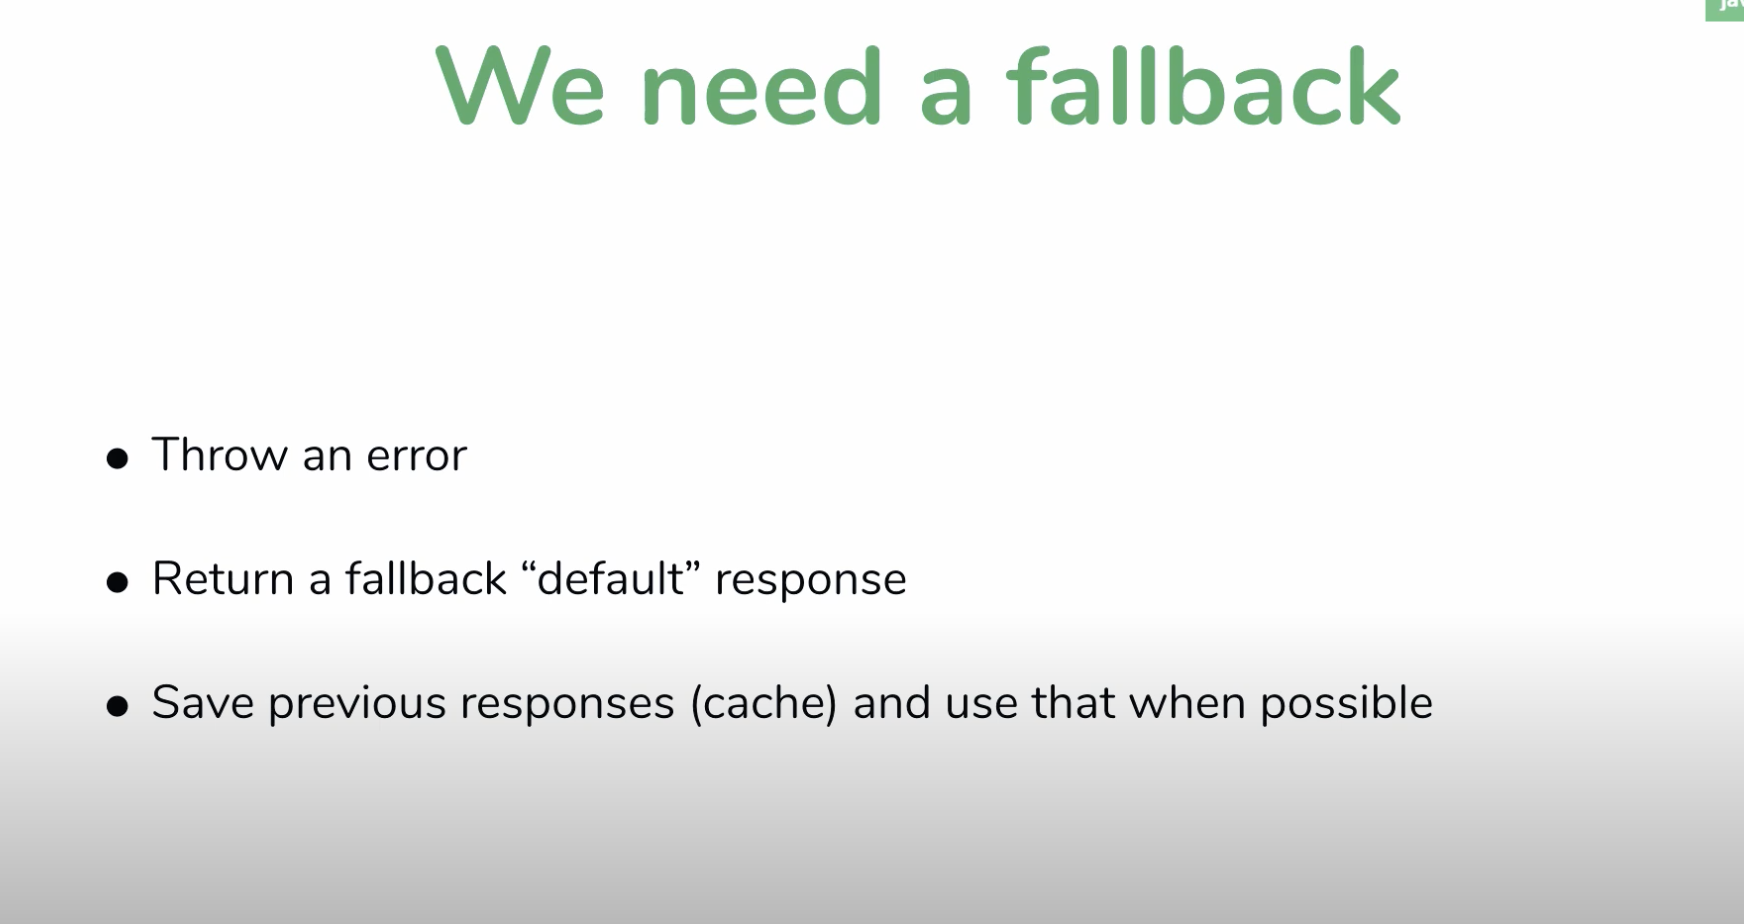 We need a fallback
● Throw an error
● Return a fallback “default” response
● Save previous responses (cache) and use that when possible